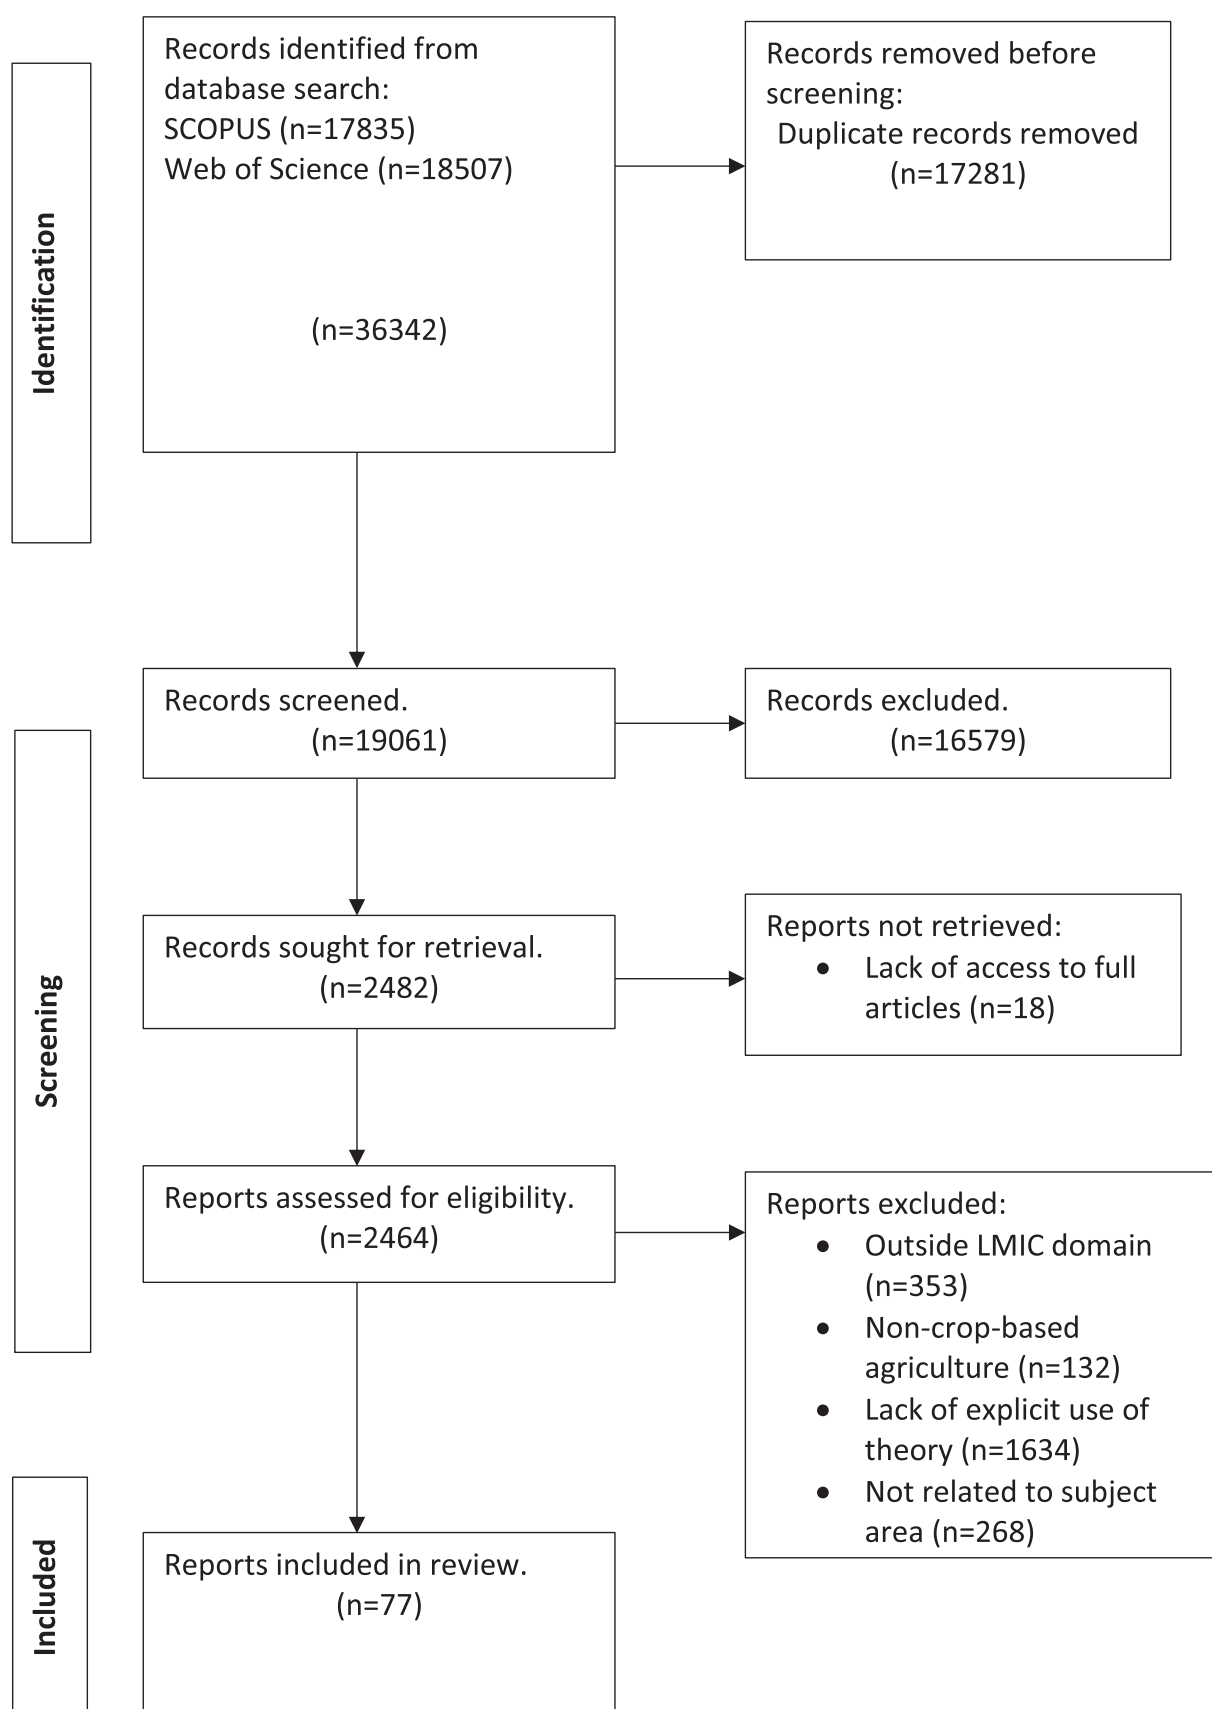 Identification
Records identified from
database search:
SCOPUS (n=17835)
Web of Science (n=18507)
(n=36342)
Records removed before
screening:
Duplicate records removed
(n=17281)
Screening
Records screened.
(n=19061)
Records excluded.
(n=16579)
Records sought for retrieval.
(n=2482)
Reports not retrieved:
• Lack of access to full
articles (n=18)
Reports assessed for eligibility.
(n=2464)
Reports excluded:
• Outside LMIC domain
(n=353)
• Non-crop-based
agriculture (n=132)
• Lack of explicit use of
theory (n=1634)
• Not related to subject
area (n=268)
Included
Reports included in review.
(n=77)